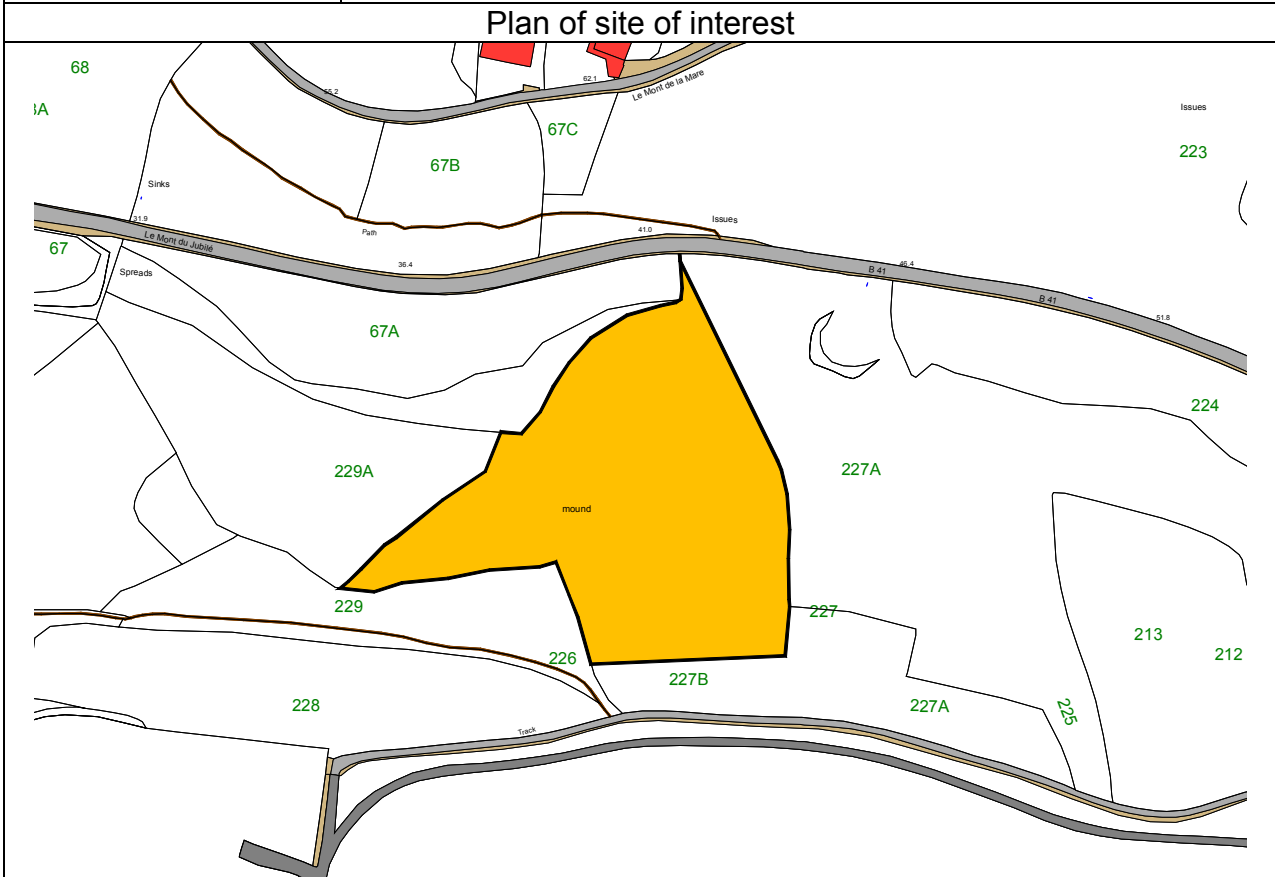 Plan of site of interest
68
62.1
55.2
Le Mont de la Mare
Issues
67C
223
67B
Sinks
31.9
Issues
Path
41.0
67
Le Mont du Jubilé
36.4
46.4
B 41
Spreads
B 41
51.8
67A
224
229A
227A
mound
229
227
213
212
226
227B
228
227A
225
Track